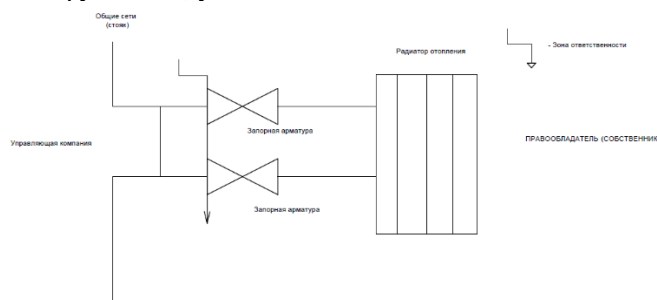 Общие сети
(стояк)
Радиатор отопления
- Зона ответственности
Запорная арматура
Управляющая компания
ПРАВООБЛАДАТЕЛЬ (СОБСТВЕННИК
Запорная арматура